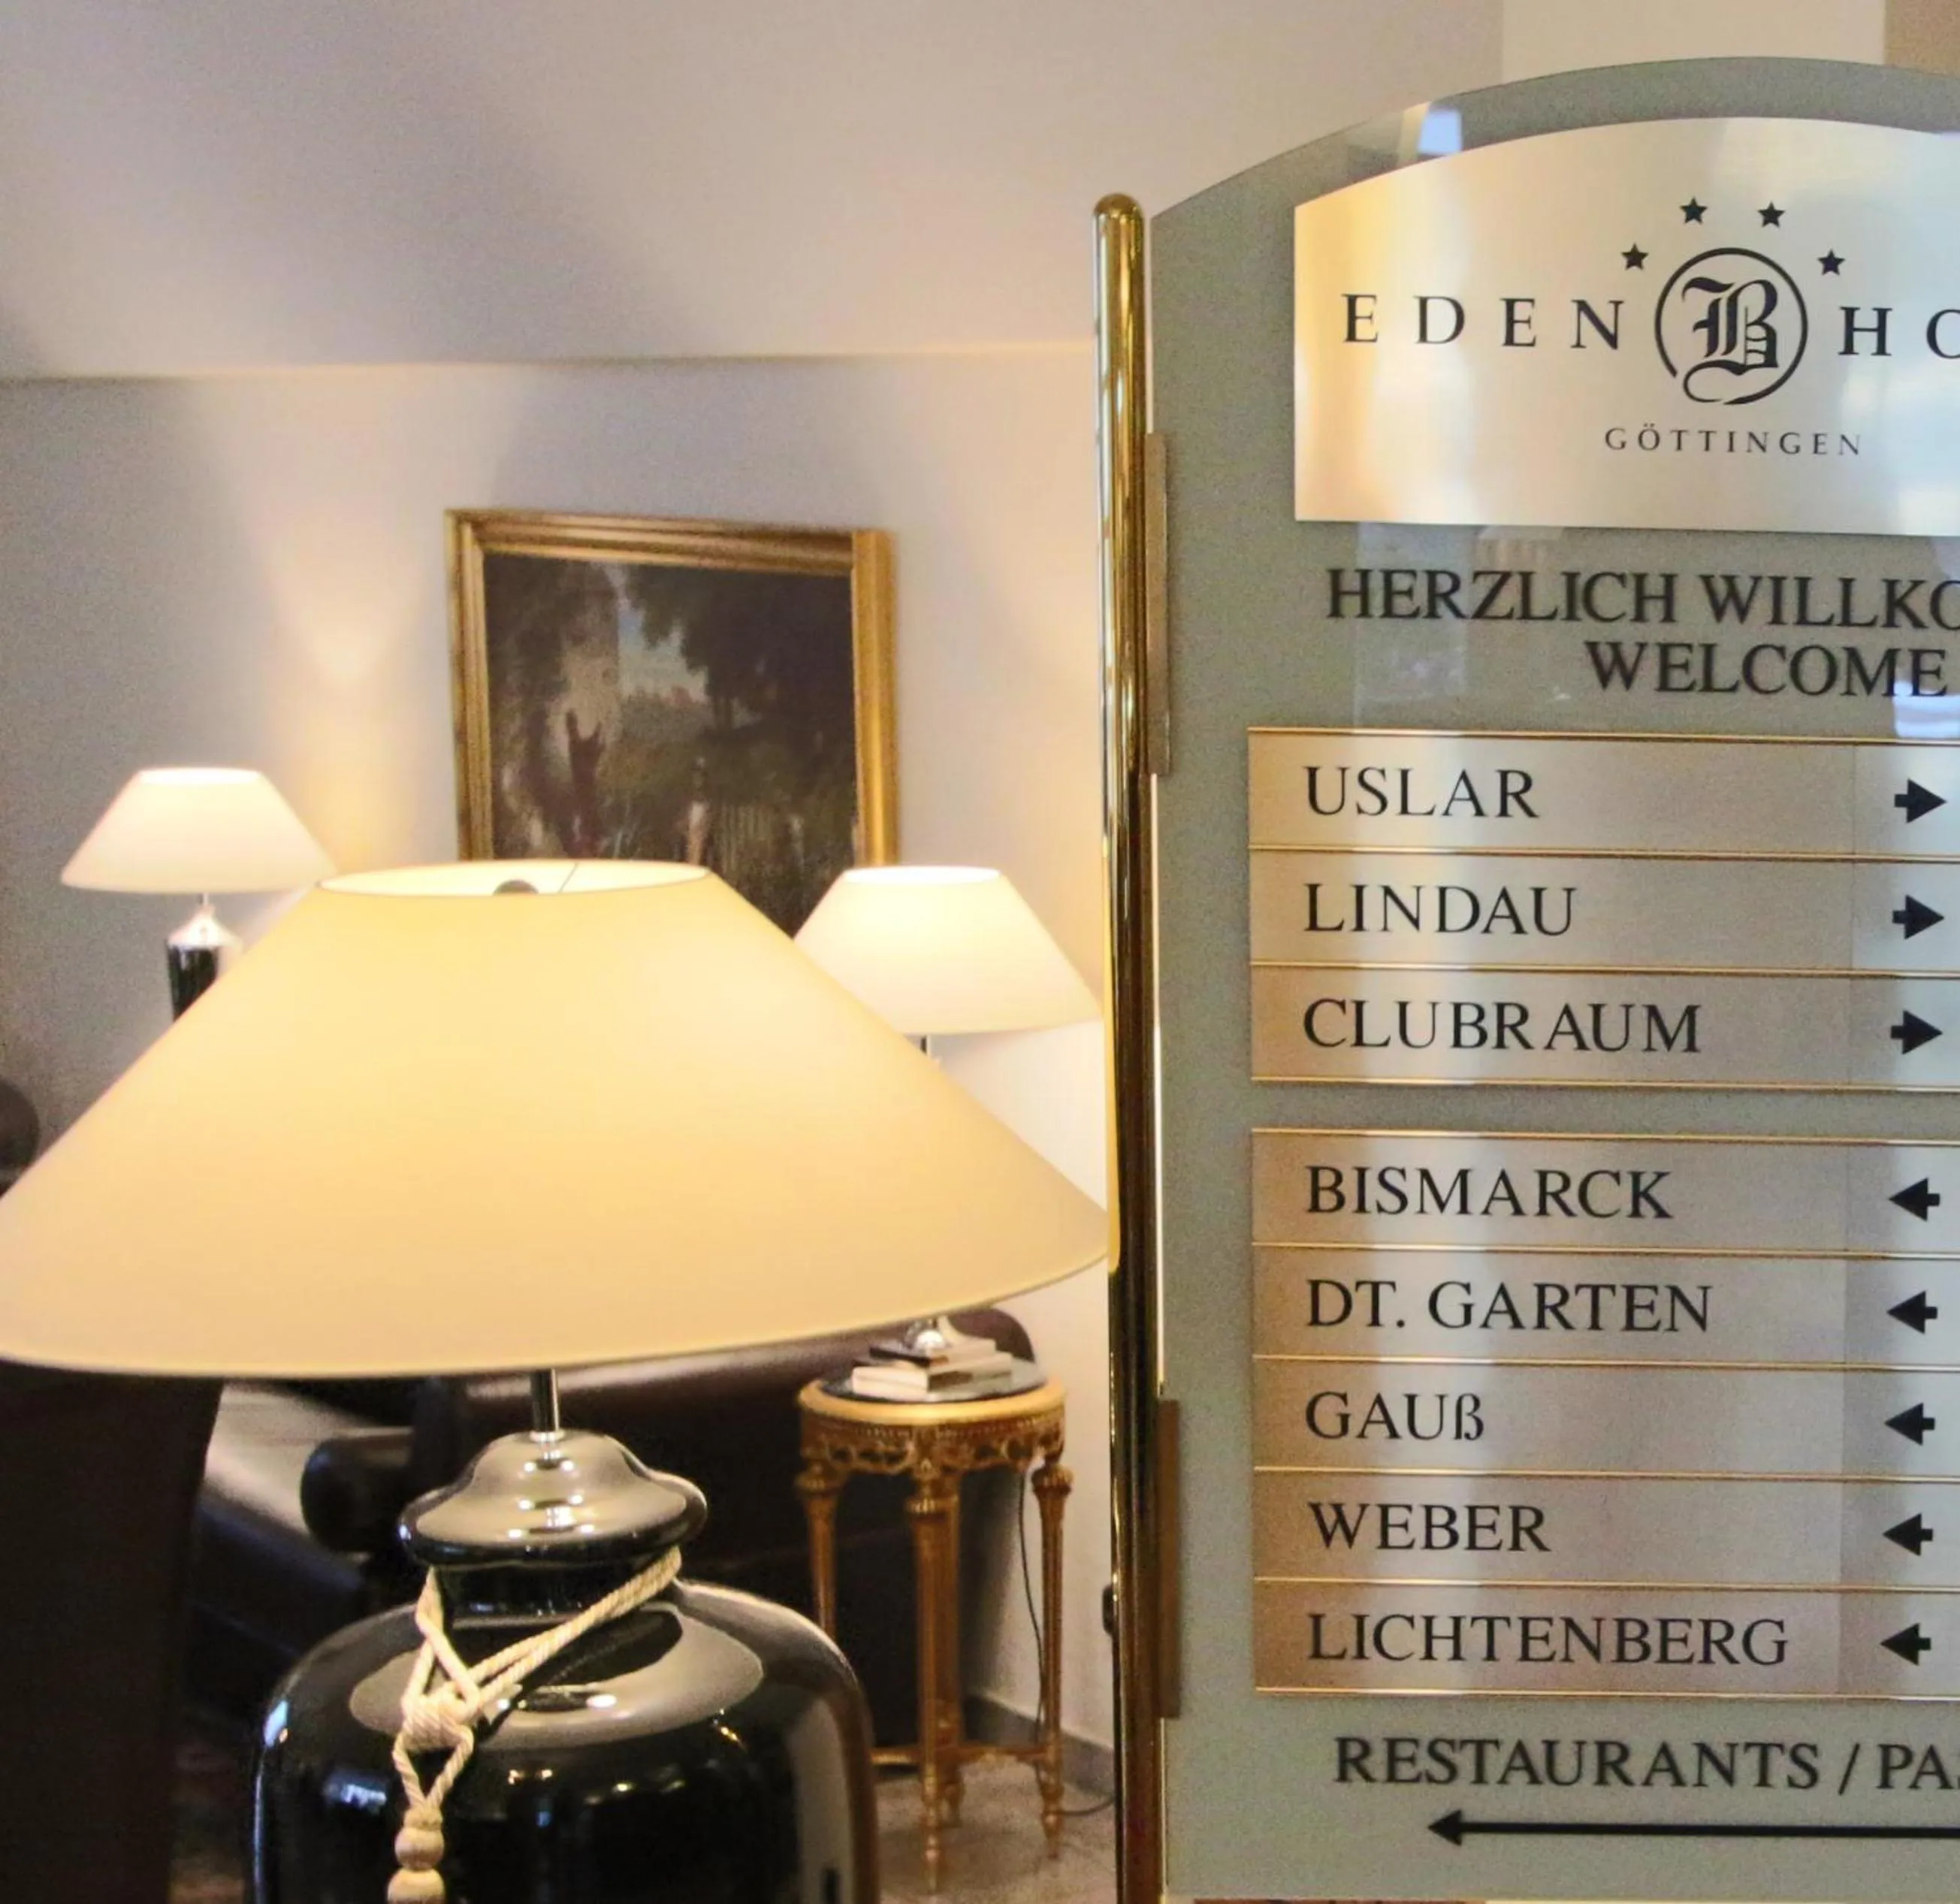 EDEN B HO
GÖTTINGEN
HERZLICH WILLKO
WELCOME
USLAR
LINDAU
CLUBRAUM
BISMARCK
DT. GARTEN
GAUß
WEBER
LICHTENBERG
RESTAURANTS / PA